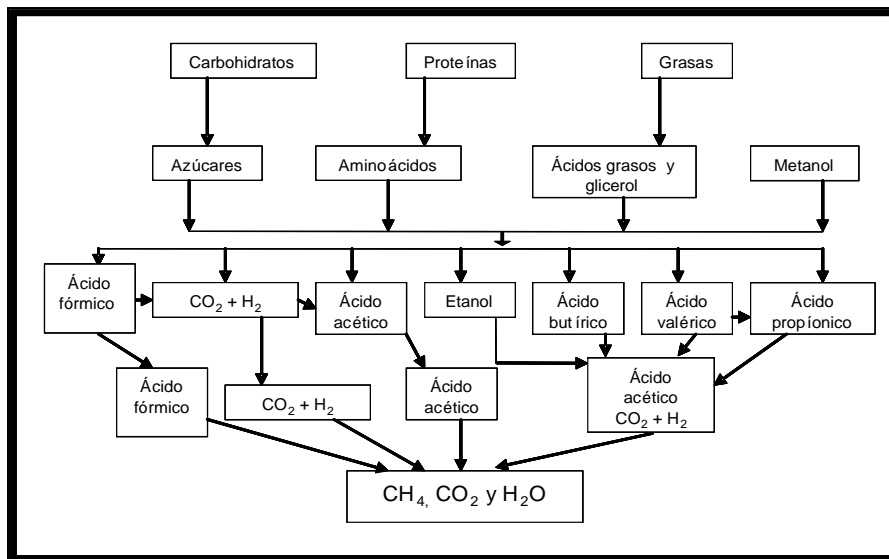 Carbohidratos
Proteínas
Grasas
Azúcares
Aminoácidos
Ácidos grasos y
glicerol
Metanol
Ácido
fórmico
CO₂ + H₂
Ácido
acético
Etanol
Ácido
butírico
Ácido
valérico
Ácido
propíonico
Ácido
fórmico
CO₂ + H₂
Ácido
acético
Ácido
acético
CO₂ + H₂
CH₄, CO₂ y H₂O